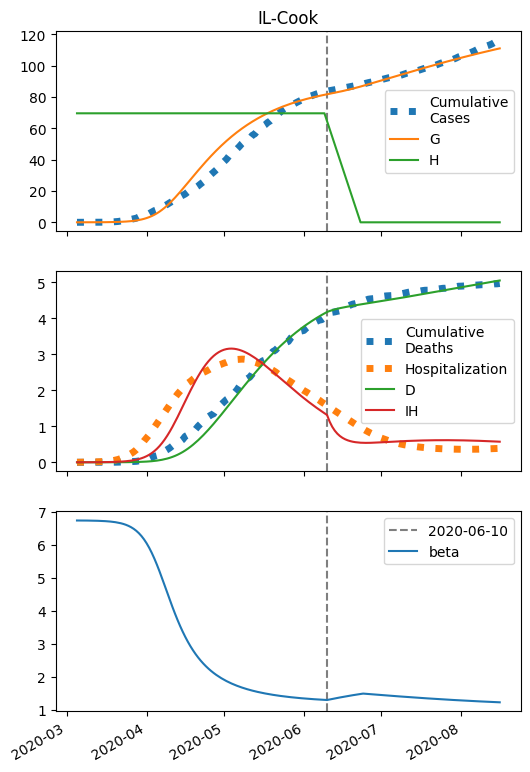 IL-Cook
120
100
80
60
40
20
0
Cumulative
Cases
G
H
5
4
3
2
1
0
Cumulative
Deaths
Hospitalization
D
IH
7
6
5
4
3
2
1
2020-06-10
beta
2020-03
2020-04
2020-05
2020-06
2020-07
2020-08